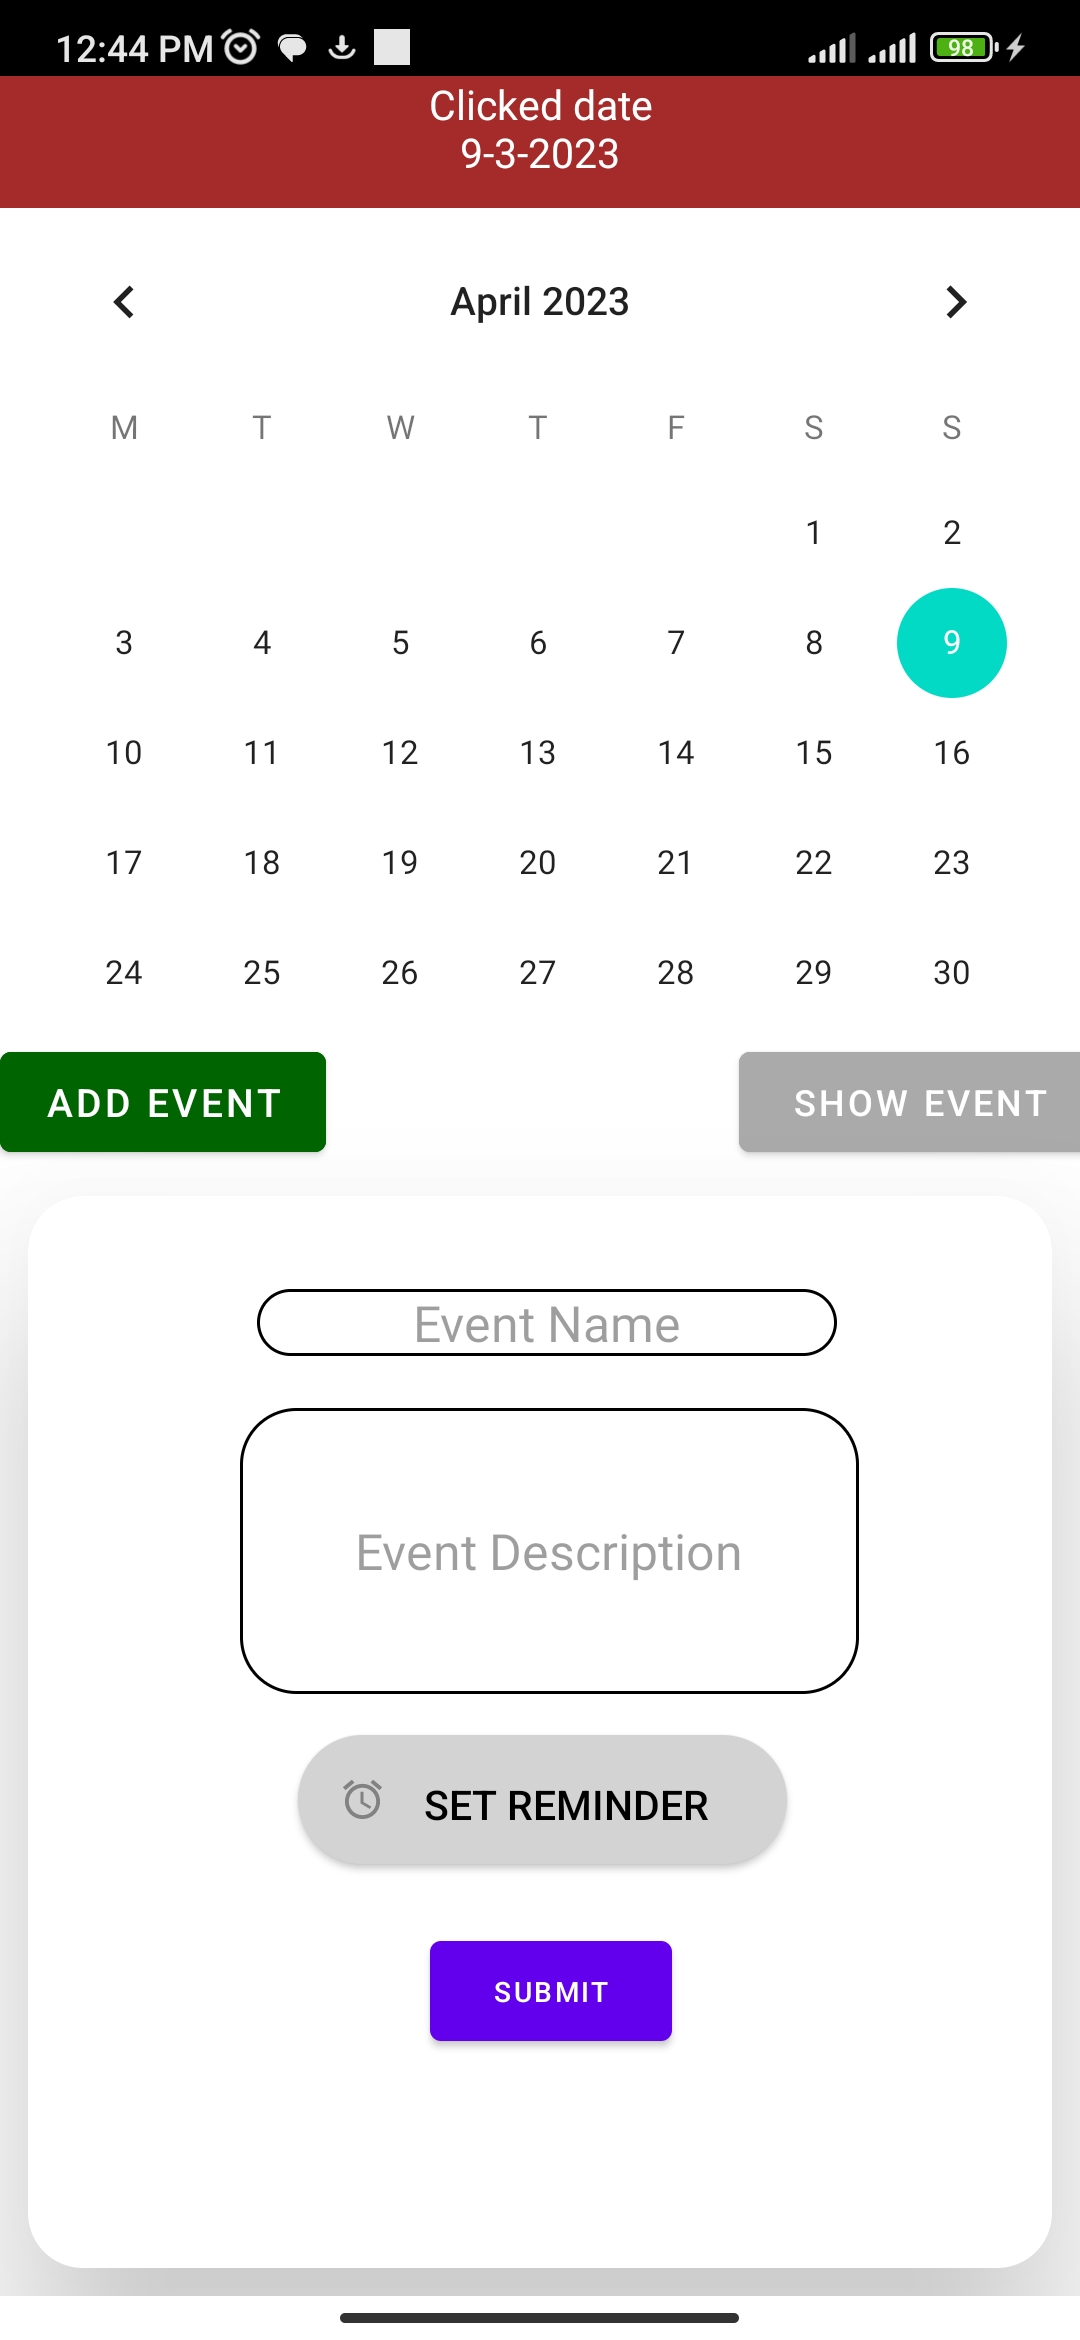 12:44 PM 98
Clicked date
9-3-2023
April 2023
M T W T F S S
1 2
3 4 5 6 7 8 9
10 11 12 13 14 15 16
17 18 19 20 21 22 23
24 25 26 27 28 29 30
ADD EVENT SHOW EVENT
Event Name
Event Description
SET REMINDER
SUBMIT